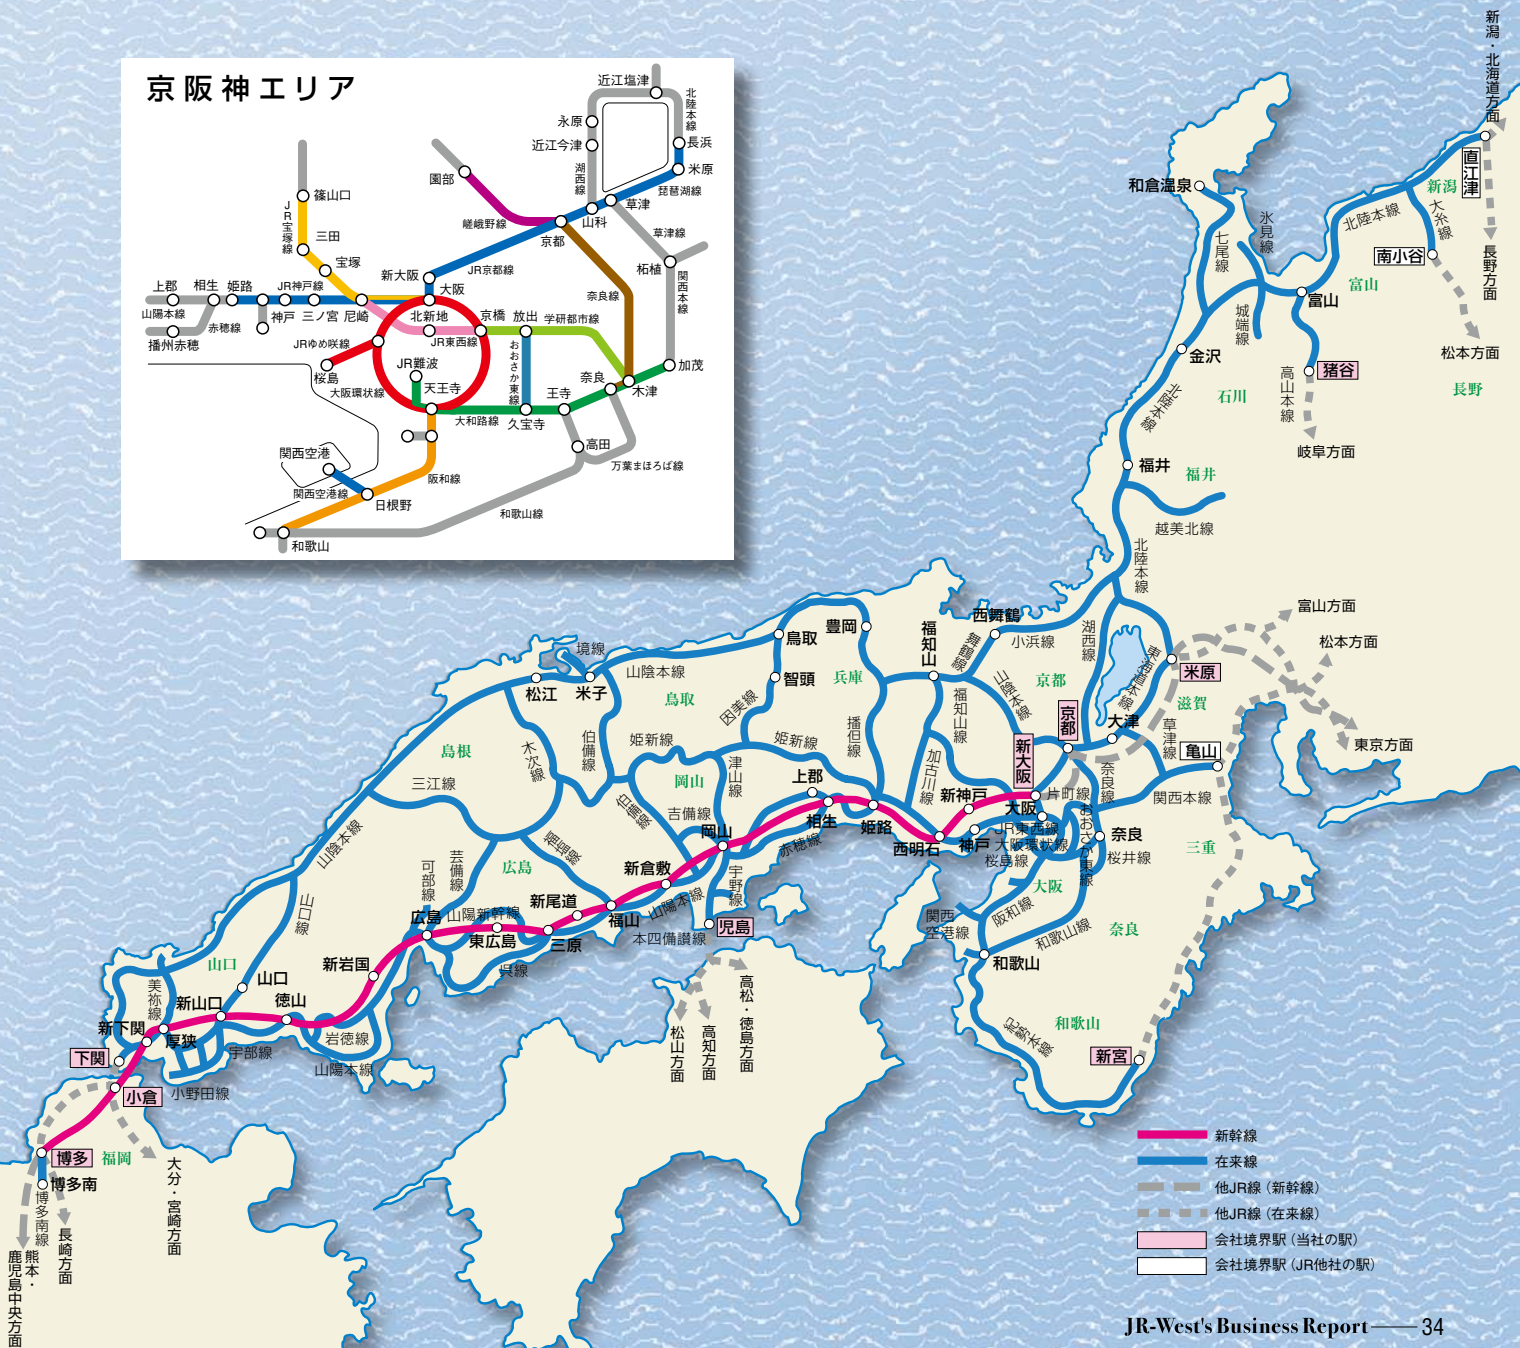 京阪神エリア
近江塩津
北陸本線
永原
近江今津
長浜
湖西線
米原
琵琶湖線
園部
嵯峨野線
山科
草津
京都
草津線
篠山口
JR宝塚線
三田
宝塚
新大阪
JR京都線
柘植
関西本線
大阪
奈良線
上郡
相生
姫路
JR神戸線
山陽本線
赤穂線
神戸
三ノ宮
尼崎
北新地
京橋
放出
学研都市線
播州赤穂
JRゆめ咲線
JR東西線
おおさか東線
桜島
JR難波
加茂
大阪環状線
天王寺
奈良
木津
王寺
大和路線
久宝寺
高田
万葉まほろば線
関西空港
関西空港線
日根野
阪和線
和歌山線
和歌山
新潟・北海道方面
直江津
新潟
和倉温泉
氷見線
七尾線
北陸本線
大糸線
南小谷
長野方面
富山
富山
城端線
金沢
猪谷
松本方面
高山本線
石川
長野
北陸本線
岐阜方面
福井
福井
越美北線
北陸本線
富山方面
松本方面
西舞鶴
小浜線
湖西線
舞鶴線
東海道本線
米原
滋賀
鳥取
豊岡
福知山
境線
山陰本線
松江
米子
智頭
兵庫
京都
山陰本線
鳥取
因美線
播但線
福知山線
京都
大津
草津線
亀山
東京方面
島根
木次線
伯備線
姫新線
姫新線
新大阪
三江線
岡山
津山線
上郡
加古川線
新神戸
片町線
奈良線
関西本線
伯備線
吉備線
岡山
相生
姫路
大阪
おおさか東線
山陰本線
福塩線
赤穂線
西明石
神戸
JR東西線
大阪環状線
桜島線
奈良
桜井線
三重
可部線
芸備線
広島
新倉敷
宇野線
大阪
新尾道
山陽本線
山口線
広島
山陽新幹線
福山
児島
関西空港線
阪和線
和歌山線
奈良
東広島
三原
本四備讃線
山口
新岩国
呉線
和歌山
美祢線
山口
高松・徳島方面
新山口
徳山
松山方面
高知方面
和歌山
紀勢本線
新下関
厚狭
岩徳線
新宮
下関
宇部線
山陽本線
小倉
小野田線
博多
福岡
博多南
博多南線
大分・宮崎方面
長崎方面
熊本・鹿児島中央方面
新幹線
在来線
他JR線（新幹線）
他JR線（在来線）
会社境界駅（当社の駅）
会社境界駅（JR他社の駅）
JR-West's Business Report 34